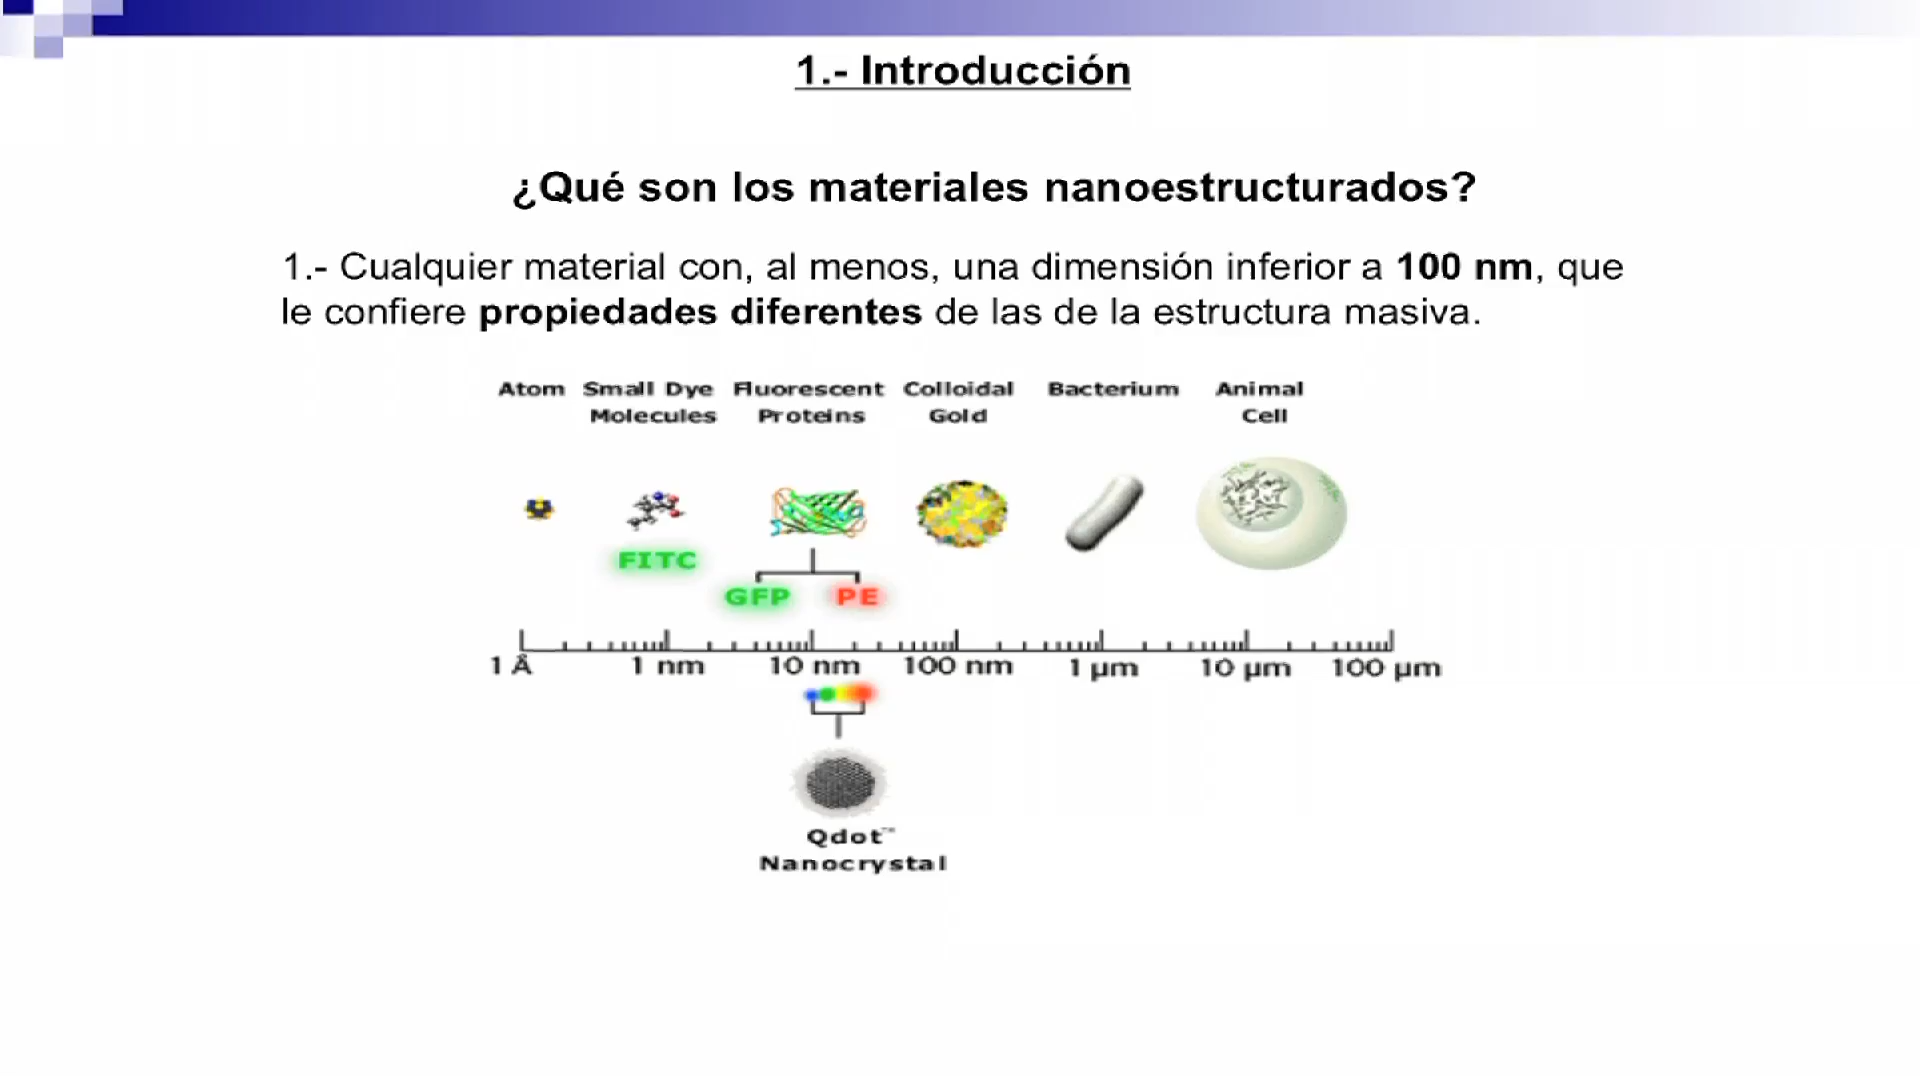 1.- Introducción
¿Qué son los materiales nanoestructurados?
1.- Cualquier material con, al menos, una dimensión inferior a 100 nm, que
le confiere propiedades diferentes de las de la estructura masiva.
Atom Small Dye Fluorescent Colloidal Bacterium Animal
Molecules Proteins Gold Cell
FITC
GFP PE
1 Å 1 nm 10 nm 100 nm 1 µm 10 µm 100 µm
Qdot™
Nanocrystal